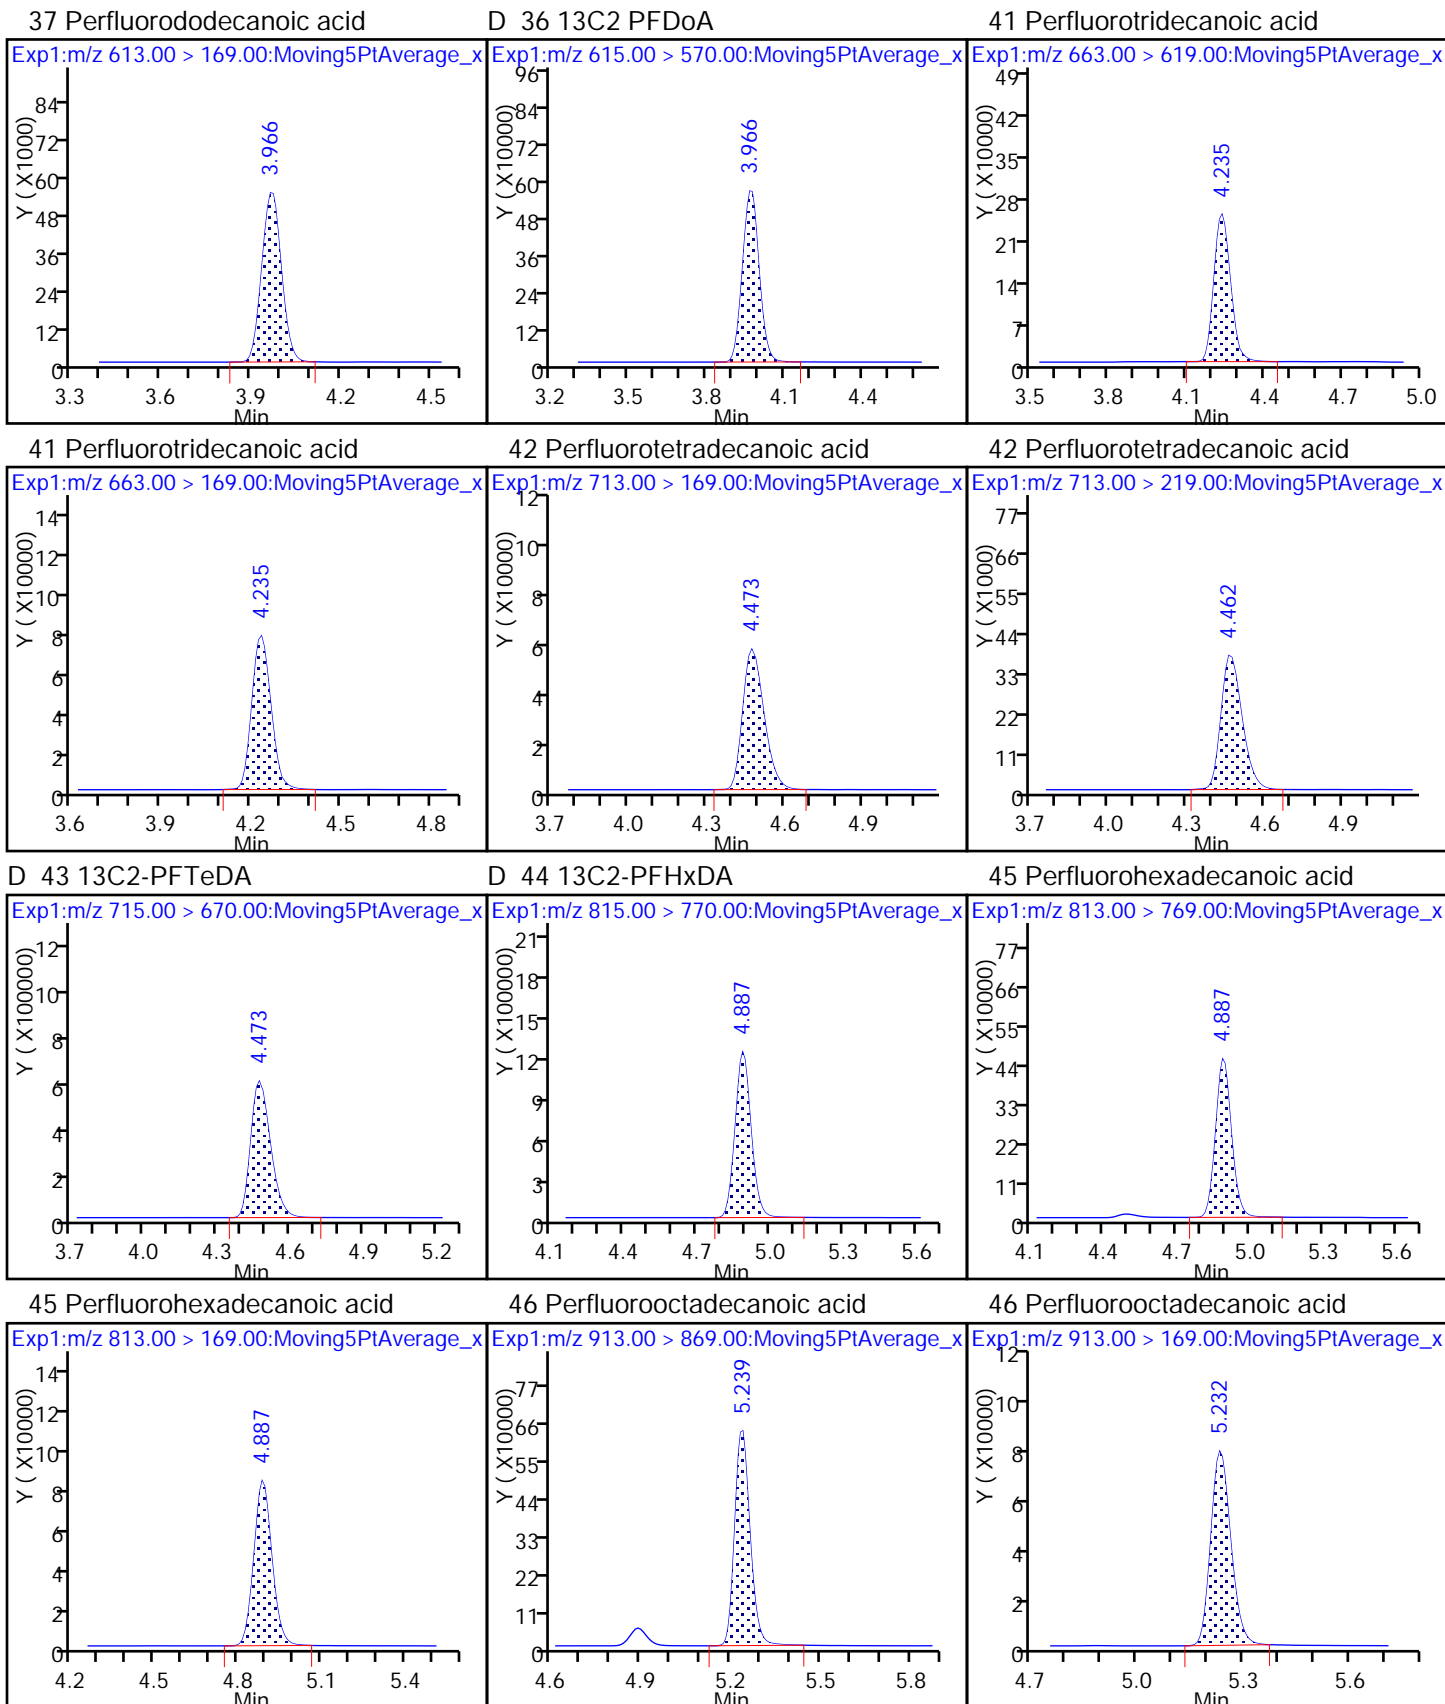 37 Perfluorododecanoic acid
Exp1:m/z 613.00 > 169.00:Moving5PtAverage_x
Y ( X1000)
84
72
60
48
36
24
12
0
3.966
3.3 3.6 3.9 4.2 4.5
Min
D 36 13C2 PFDoA
Exp1:m/z 615.00 > 570.00:Moving5PtAverage_x
Y ( X10000)
96
84
72
60
48
36
24
12
0
3.966
3.2 3.5 3.8 4.1 4.4
Min
41 Perfluorotridecanoic acid
Exp1:m/z 663.00 > 619.00:Moving5PtAverage_x
Y ( X10000)
49
42
35
28
21
14
7
0
4.235
3.5 3.8 4.1 4.4 4.7 5.0
Min
41 Perfluorotridecanoic acid
Exp1:m/z 663.00 > 169.00:Moving5PtAverage_x
Y ( X10000)
14
12
10
8
6
4
2
0
4.235
3.6 3.9 4.2 4.5 4.8
Min
42 Perfluorotetradecanoic acid
Exp1:m/z 713.00 > 169.00:Moving5PtAverage_x
Y ( X10000)
12
10
8
6
4
2
0
4.473
3.7 4.0 4.3 4.6 4.9
Min
42 Perfluorotetradecanoic acid
Exp1:m/z 713.00 > 219.00:Moving5PtAverage_x
Y ( X1000)
77
66
55
44
33
22
11
0
4.462
3.7 4.0 4.3 4.6 4.9
Min
D 43 13C2-PFTeDA
Exp1:m/z 715.00 > 670.00:Moving5PtAverage_x
Y ( X100000)
12
10
8
6
4
2
0
4.473
3.7 4.0 4.3 4.6 4.9 5.2
Min
D 44 13C2-PFHxDA
Exp1:m/z 815.00 > 770.00:Moving5PtAverage_x
Y ( X100000)
21
18
15
12
9
6
3
0
4.887
4.1 4.4 4.7 5.0 5.3 5.6
Min
45 Perfluorohexadecanoic acid
Exp1:m/z 813.00 > 769.00:Moving5PtAverage_x
Y ( X10000)
77
66
55
44
33
22
11
0
4.887
4.1 4.4 4.7 5.0 5.3 5.6
Min
45 Perfluorohexadecanoic acid
Exp1:m/z 813.00 > 169.00:Moving5PtAverage_x
Y ( X10000)
14
12
10
8
6
4
2
0
4.887
4.2 4.5 4.8 5.1 5.4
Min
46 Perfluorooctadecanoic acid
Exp1:m/z 913.00 > 869.00:Moving5PtAverage_x
Y ( X10000)
77
66
55
44
33
22
11
0
5.239
4.6 4.9 5.2 5.5 5.8
Min
46 Perfluorooctadecanoic acid
Exp1:m/z 913.00 > 169.00:Moving5PtAverage_x
Y ( X10000)
12
10
8
6
4
2
0
5.232
4.7 5.0 5.3 5.6
Min